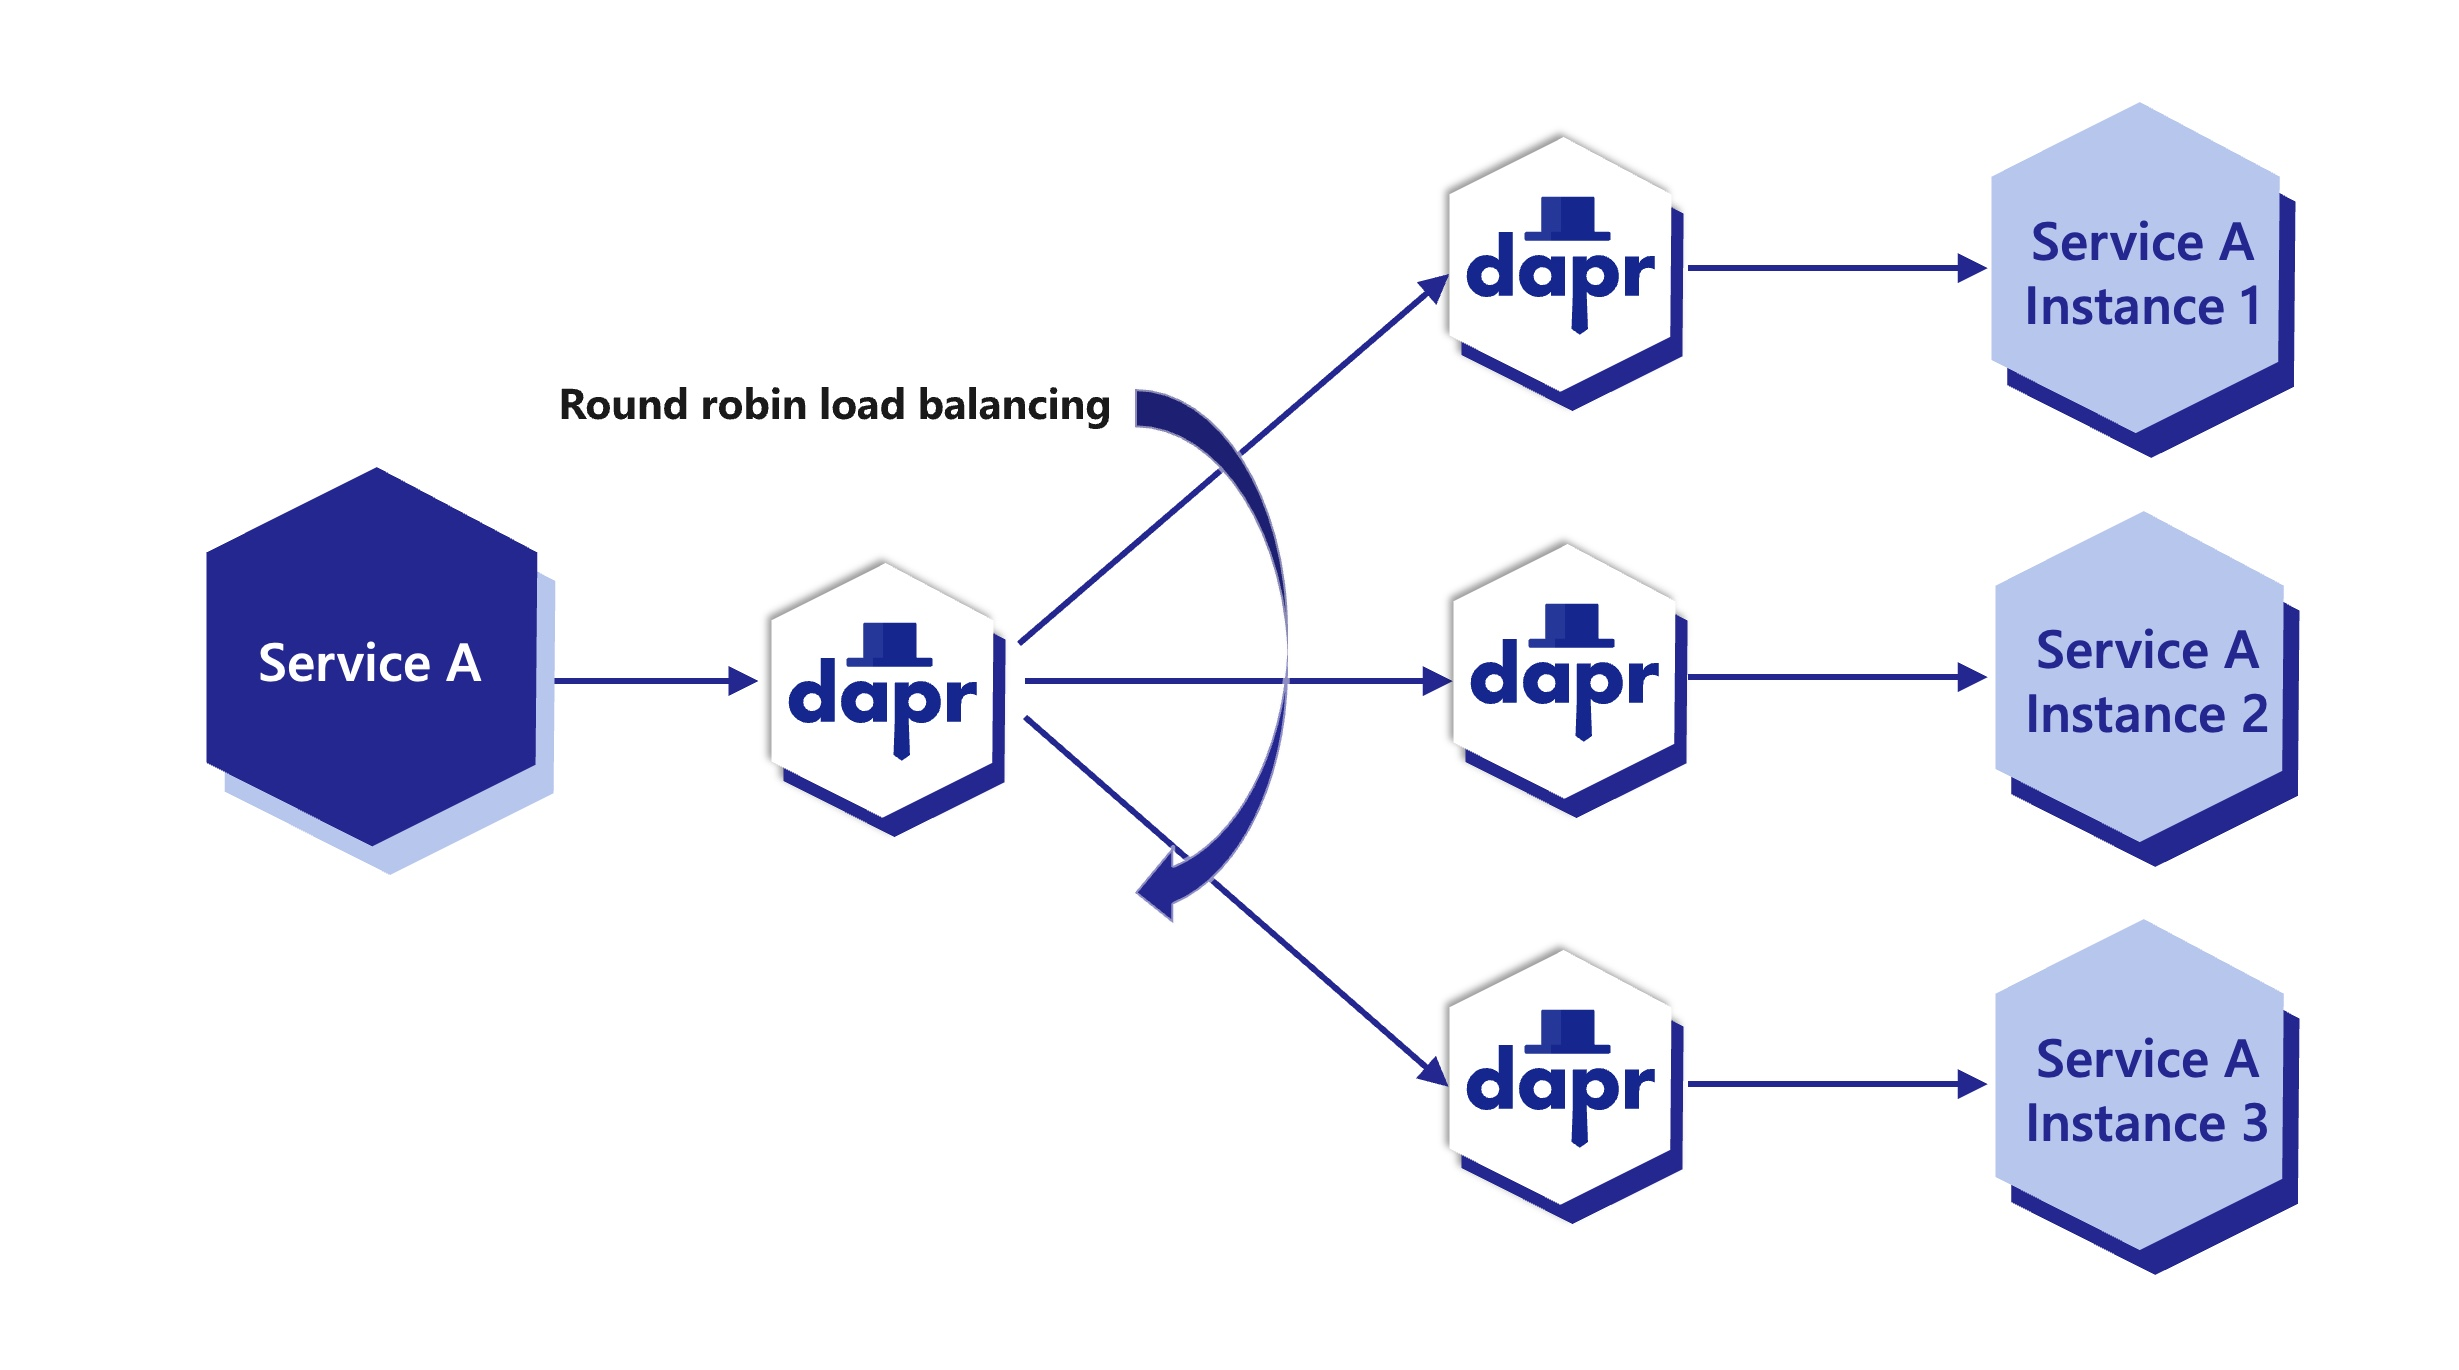 dapr
Service A
Instance 1
Round robin load balancing
Service A
dapr
dapr
Service A
Instance 2
dapr
Service A
Instance 3